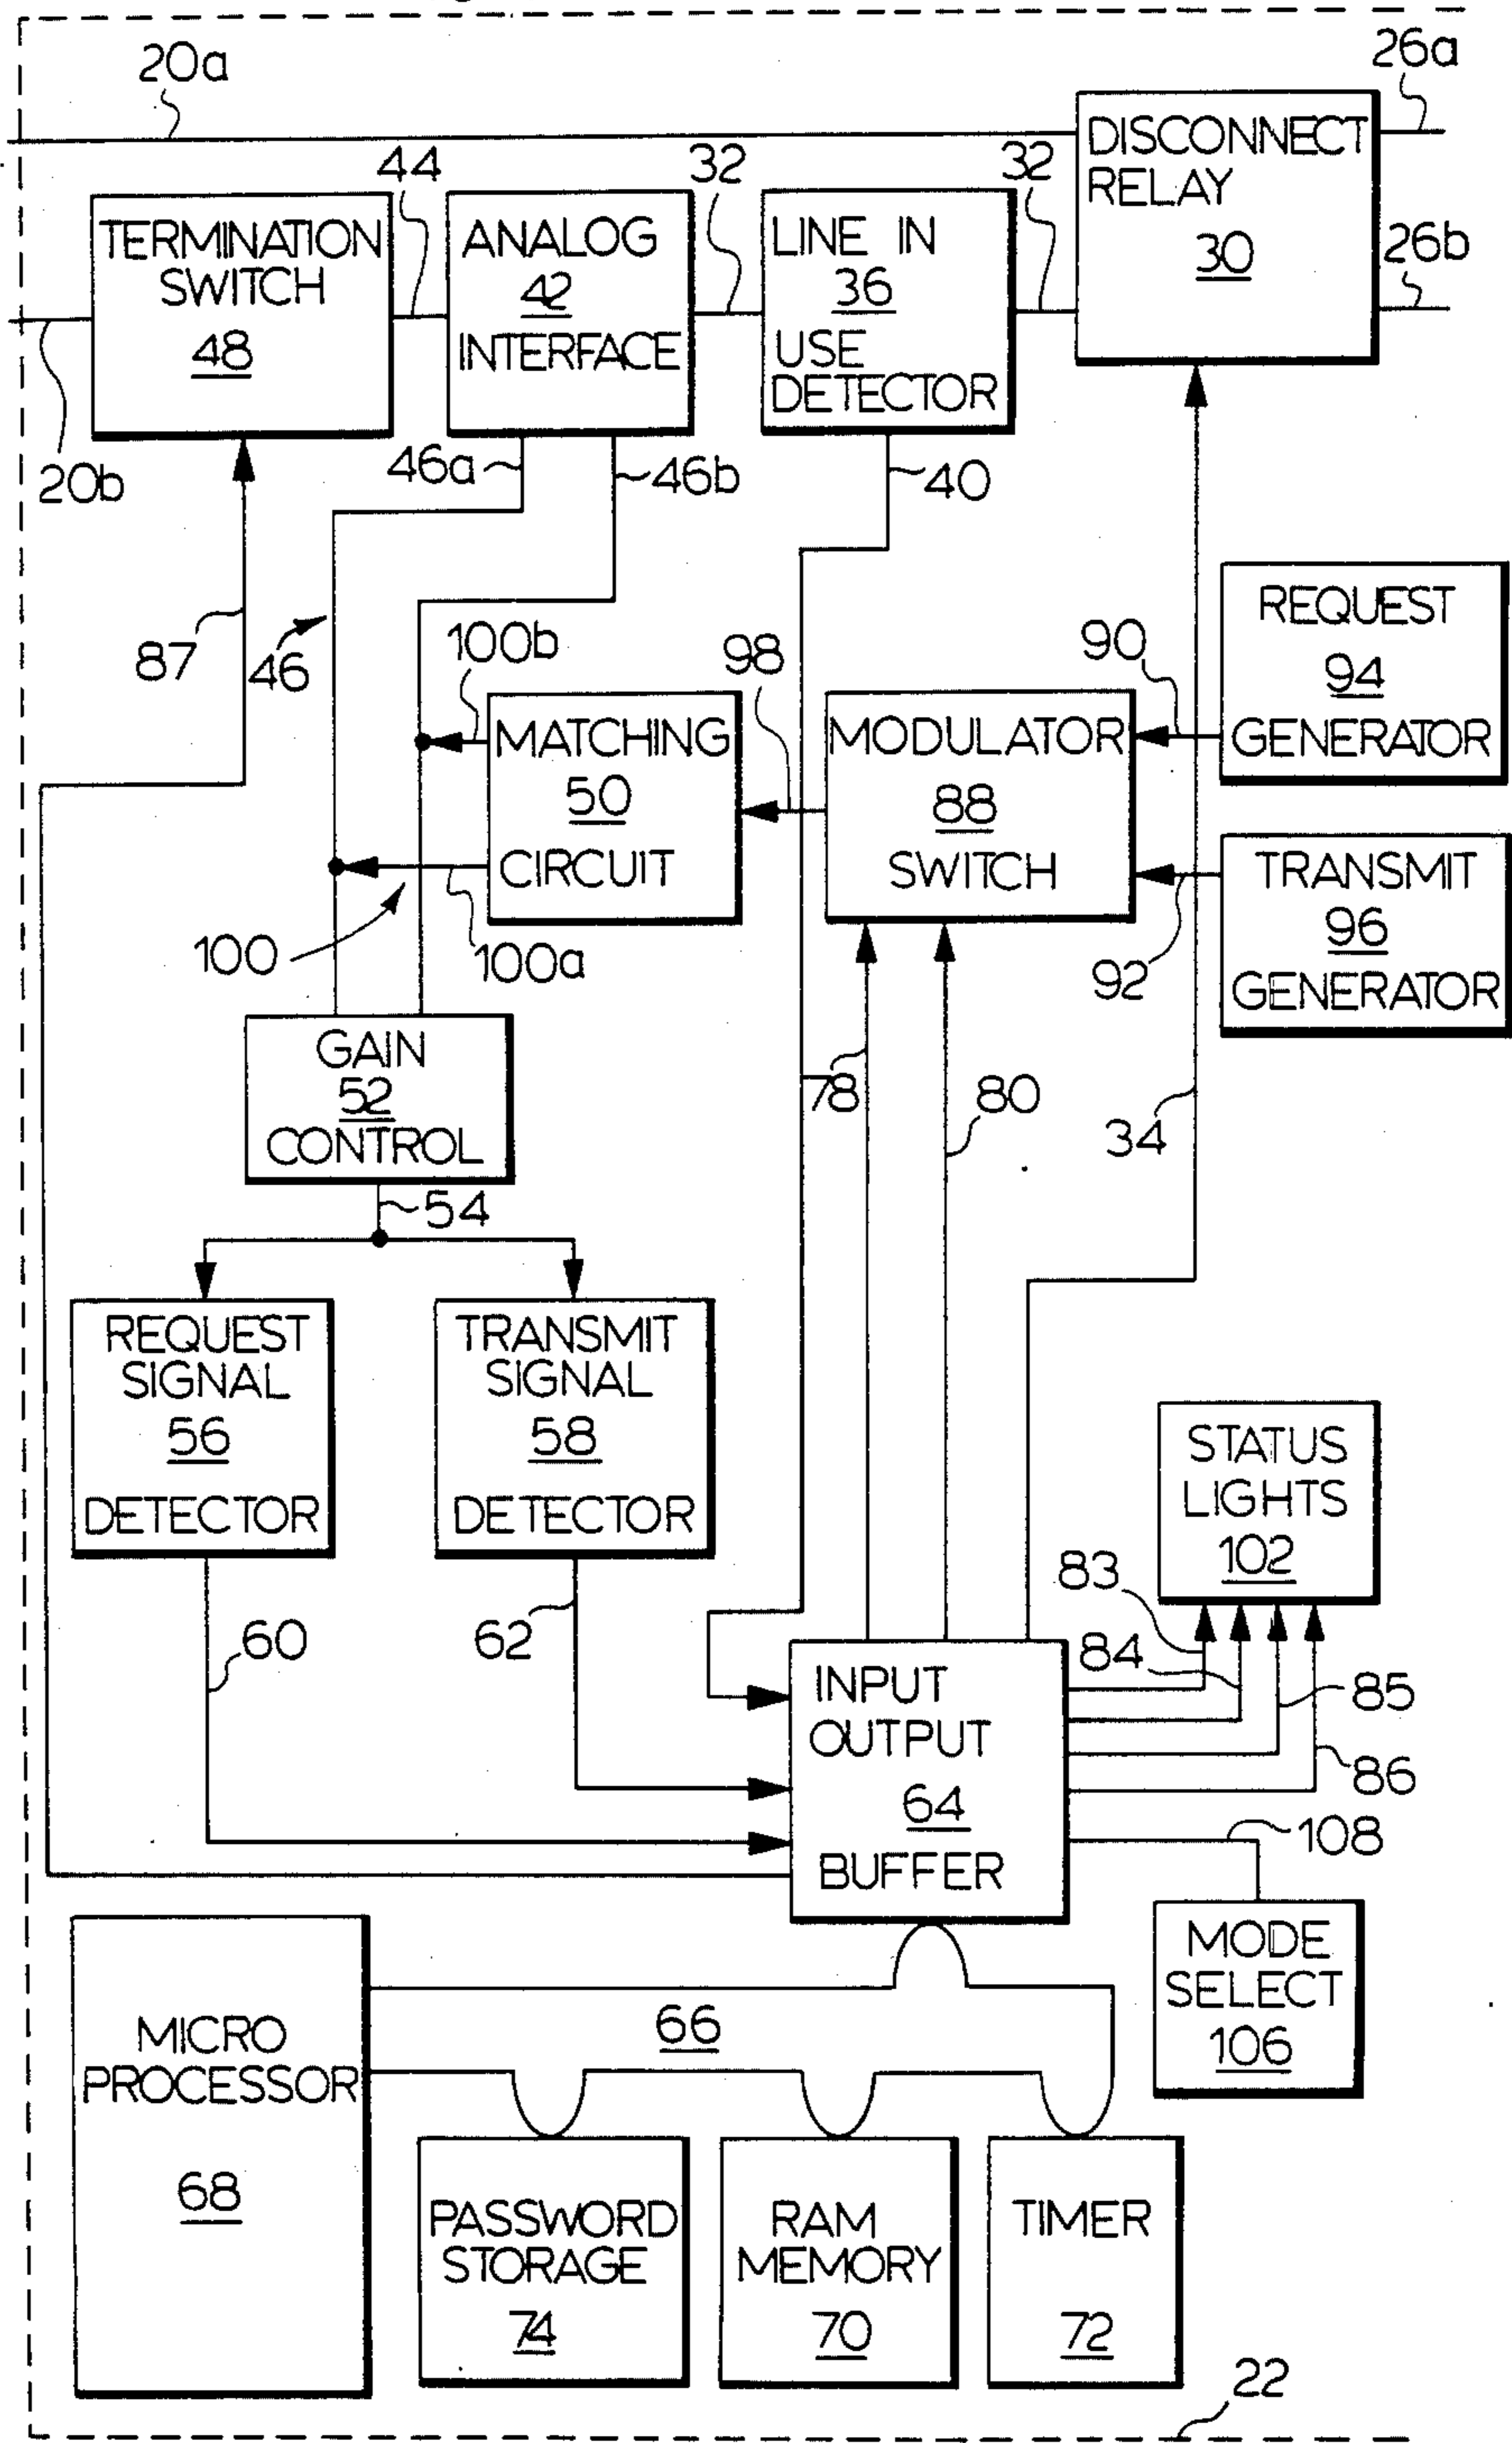 20a
26a
DISCONNECT
RELAY
30
44
32
32
TERMINATION
SWITCH
48
ANALOG
42
INTERFACE
LINE IN
36
USE
DETECTOR
26b
20b
46a
46b
40
87
46
100b
98
90
REQUEST
94
GENERATOR
MATCHING
50
CIRCUIT
MODULATOR
88
SWITCH
TRANSMIT
96
GENERATOR
100
100a
92
GAIN
52
CONTROL
78
80
34
54
REQUEST
SIGNAL
56
DETECTOR
TRANSMIT
SIGNAL
58
DETECTOR
STATUS
LIGHTS
102
60
62
83
84
85
86
INPUT
OUTPUT
64
BUFFER
108
MODE
SELECT
106
MICRO
PROCESSOR
68
66
PASSWORD
STORAGE
74
RAM
MEMORY
70
TIMER
72
22